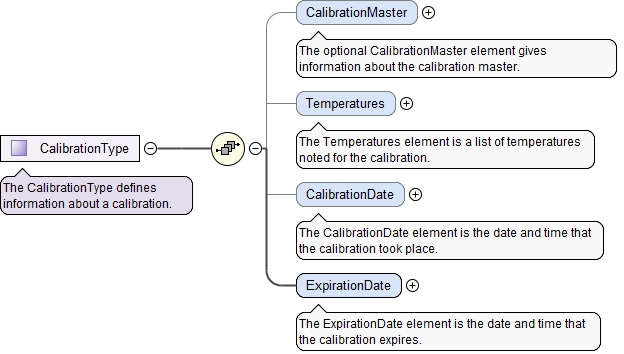 CalibrationMaster
The optional CalibrationMaster element gives
information about the calibration master.
Temperatures
The Temperatures element is a list of temperatures
noted for the calibration.
CalibrationType
The CalibrationType defines
information about a calibration.
CalibrationDate
The CalibrationDate element is the date and time that
the calibration took place.
ExpirationDate
The ExpirationDate element is the date and time that
the calibration expires.